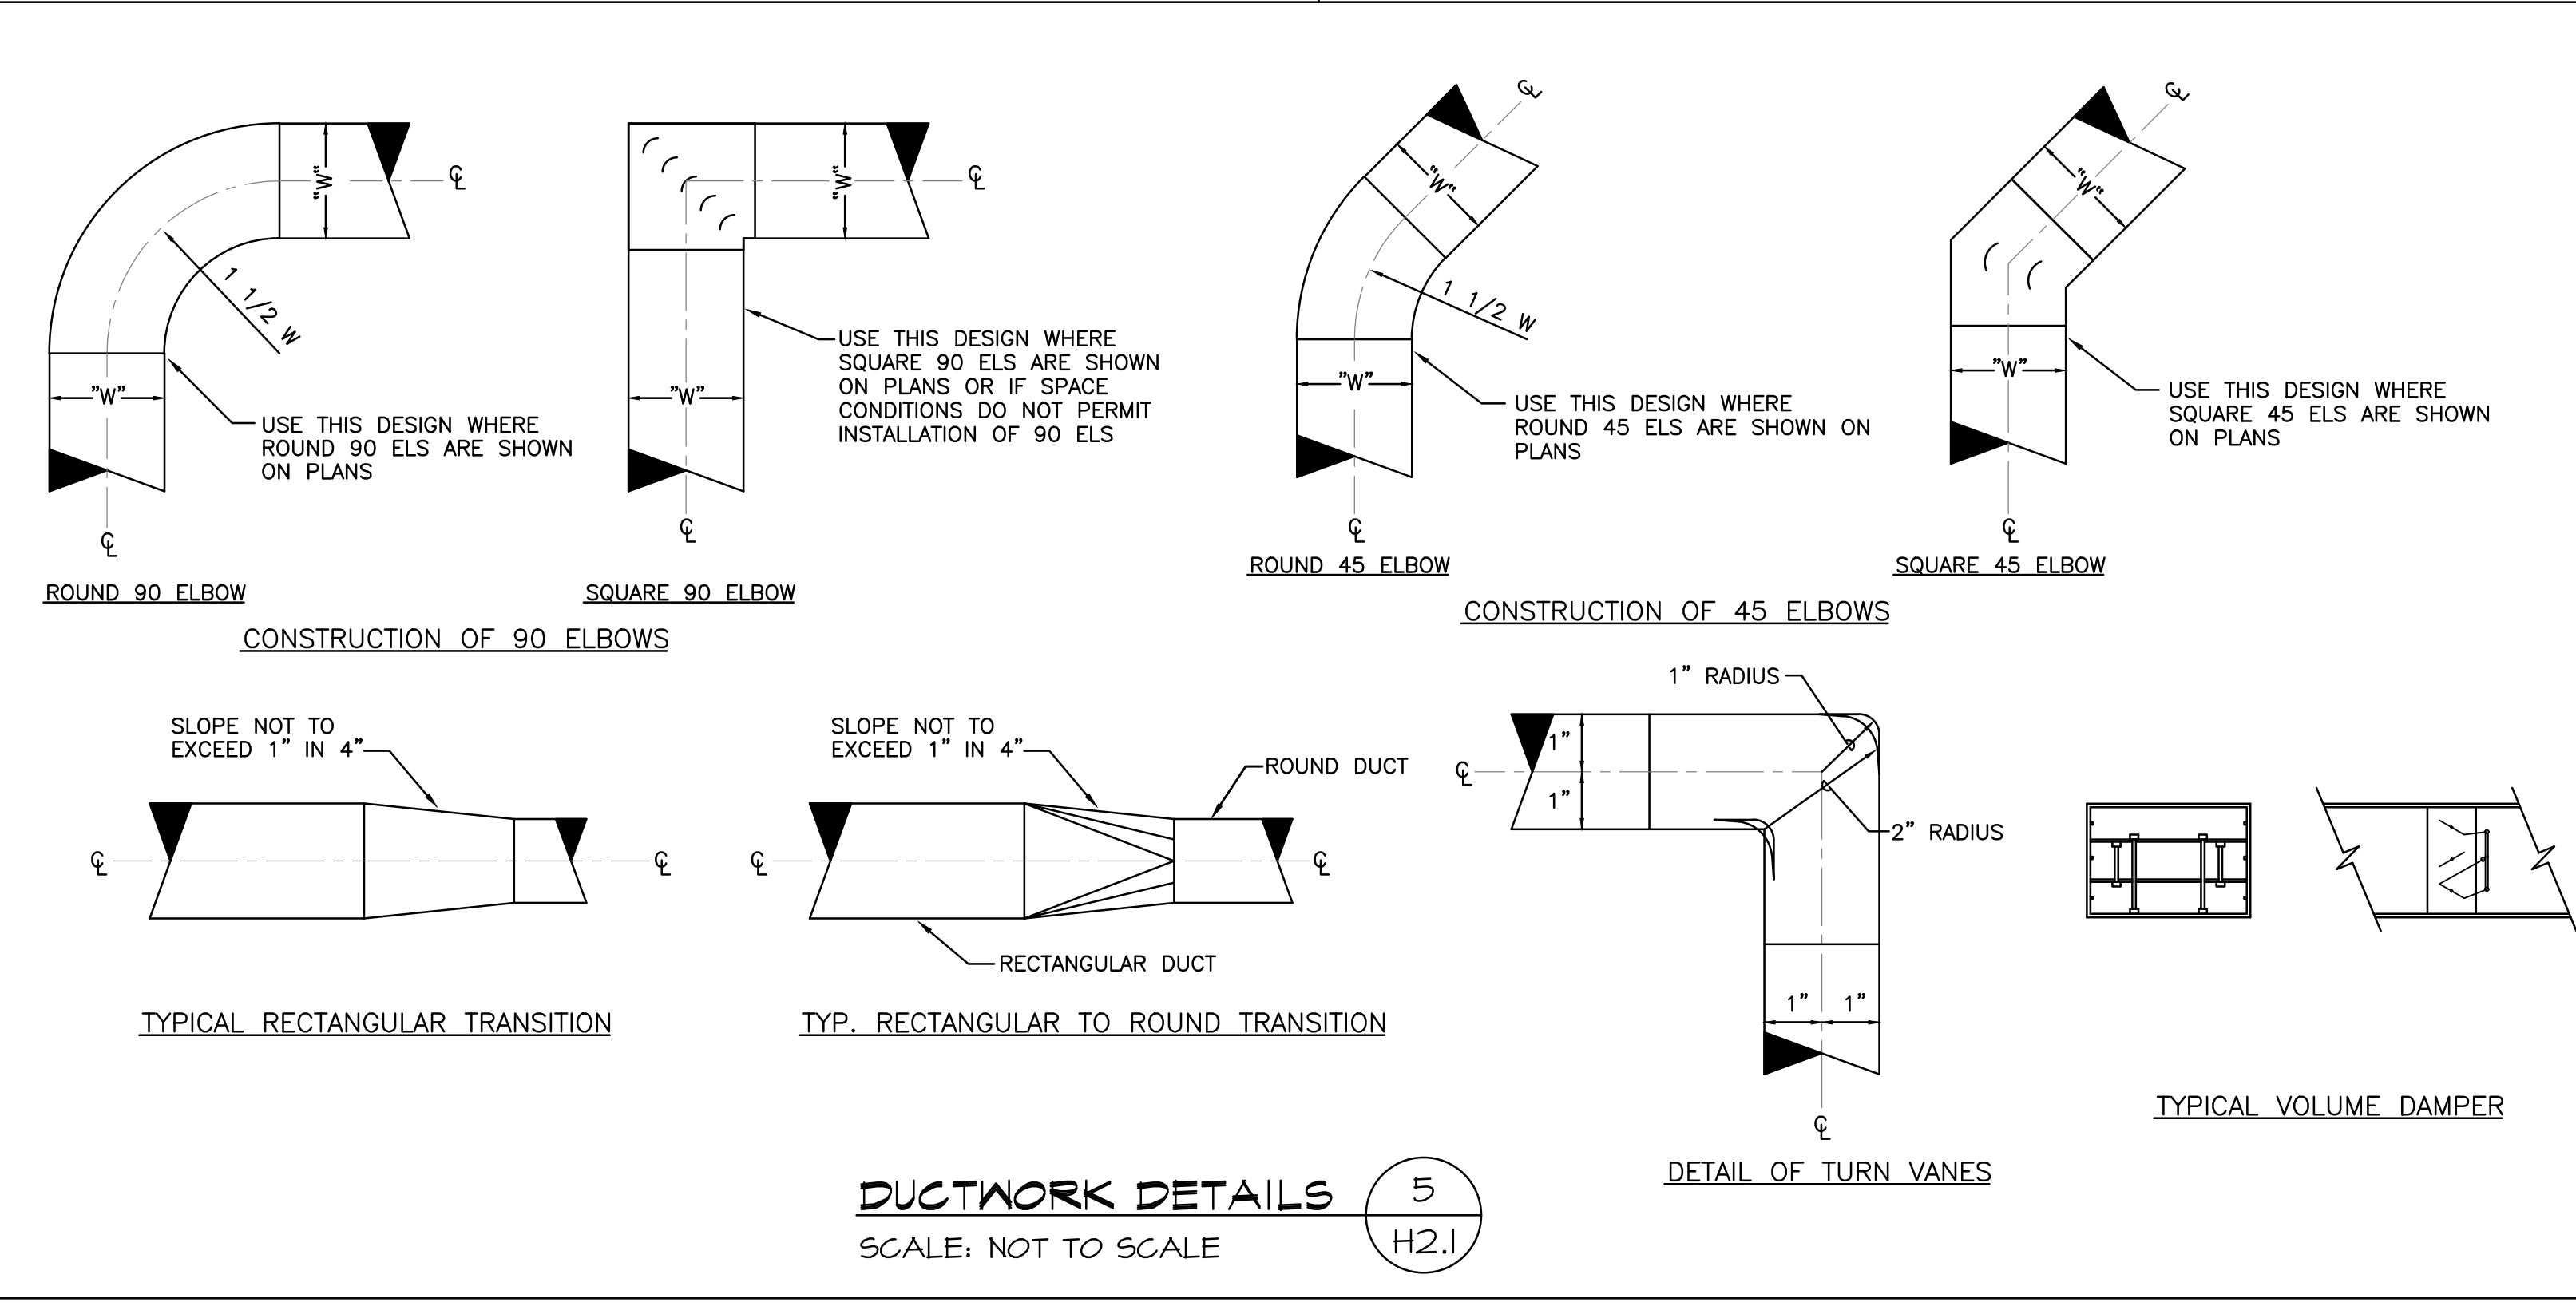 "W"
℄
1 1/2 W
"W"
USE THIS DESIGN WHERE
ROUND 90 ELS ARE SHOWN
ON PLANS
℄
ROUND 90 ELBOW
"W"
℄
USE THIS DESIGN WHERE
SQUARE 90 ELS ARE SHOWN
ON PLANS OR IF SPACE
CONDITIONS DO NOT PERMIT
INSTALLATION OF 90 ELS
"W"
℄
SQUARE 90 ELBOW
CONSTRUCTION OF 90 ELBOWS
℄
"W"
1 1/2 W
"W"
USE THIS DESIGN WHERE
ROUND 45 ELS ARE SHOWN ON
PLANS
℄
ROUND 45 ELBOW
℄
"W"
"W"
USE THIS DESIGN WHERE
SQUARE 45 ELS ARE SHOWN
ON PLANS
℄
SQUARE 45 ELBOW
CONSTRUCTION OF 45 ELBOWS
SLOPE NOT TO
EXCEED 1" IN 4"
℄
℄
TYPICAL RECTANGULAR TRANSITION
SLOPE NOT TO
EXCEED 1" IN 4"
ROUND DUCT
℄
℄
RECTANGULAR DUCT
TYP. RECTANGULAR TO ROUND TRANSITION
1" RADIUS
1"
℄
1"
2" RADIUS
1"
1"
℄
DETAIL OF TURN VANES
TYPICAL VOLUME DAMPER
DUCTWORK DETAILS
SCALE: NOT TO SCALE
5
H2.1